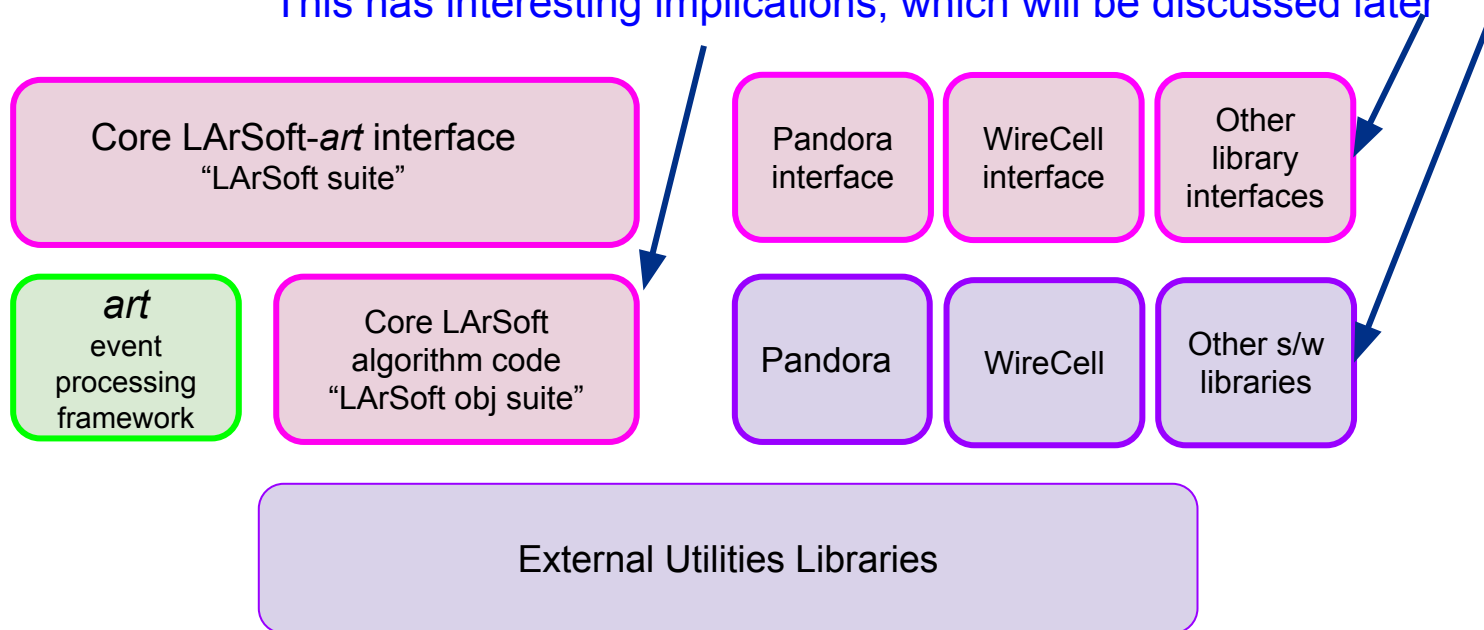 This has interesting implications, which will be discussed later
Core LArSoft-art interface
“LArSoft suite”
Pandora
interface
WireCell
interface
Other
library
interfaces
art
event
processing
framework
Core LArSoft
algorithm code
“LArSoft obj suite”
Pandora
WireCell
Other s/w
libraries
External Utilities Libraries